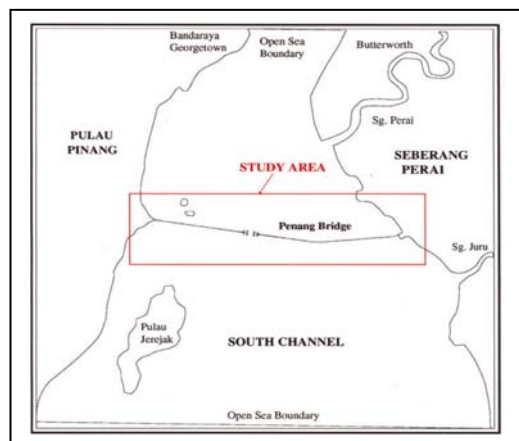 Bandaraya
Georgetown
Open Sea
Boundary
Butterworth
Sg. Perai
PULAU
PINANG
SEBERANG
PERAI
STUDY AREA
Penang Bridge
Sg. Juru
Pulau
Jerejak
SOUTH CHANNEL
Open Sea Boundary